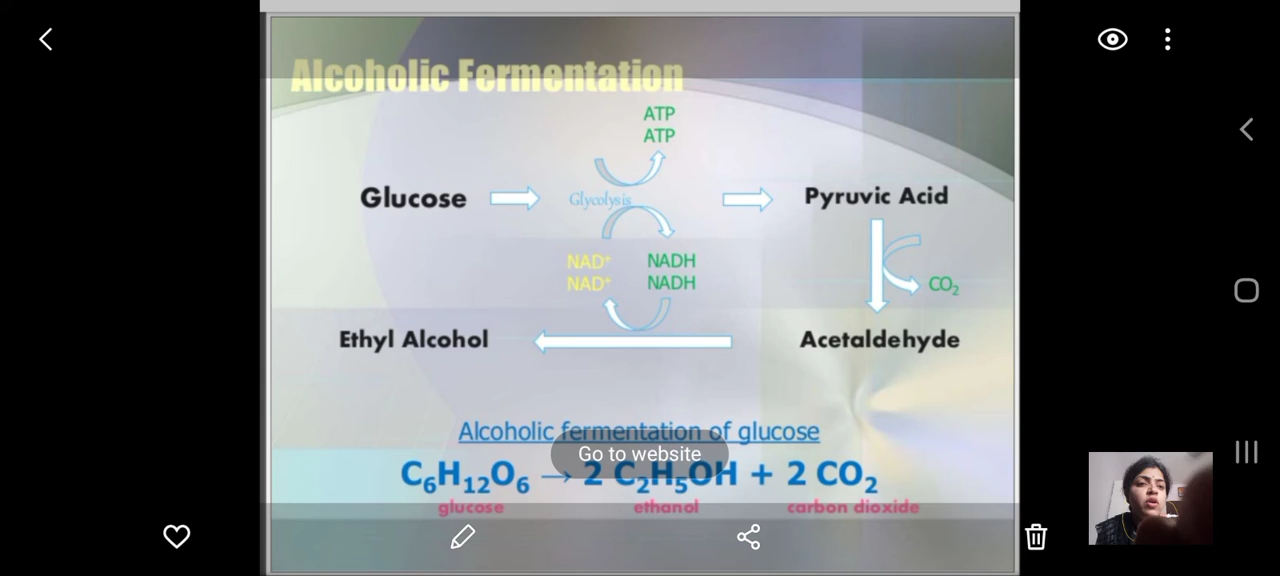 Alcoholic Fermentation
ATP
ATP
Glucose
Glycolysis
Pyruvic Acid
NAD⁺ NADH
NAD⁺ NADH
CO₂
Ethyl Alcohol
Acetaldehyde
Alcoholic fermentation of glucose
Go to website
C₆H₁₂O₆ → 2 C₂H₅OH + 2 CO₂
glucose ethanol carbon dioxide